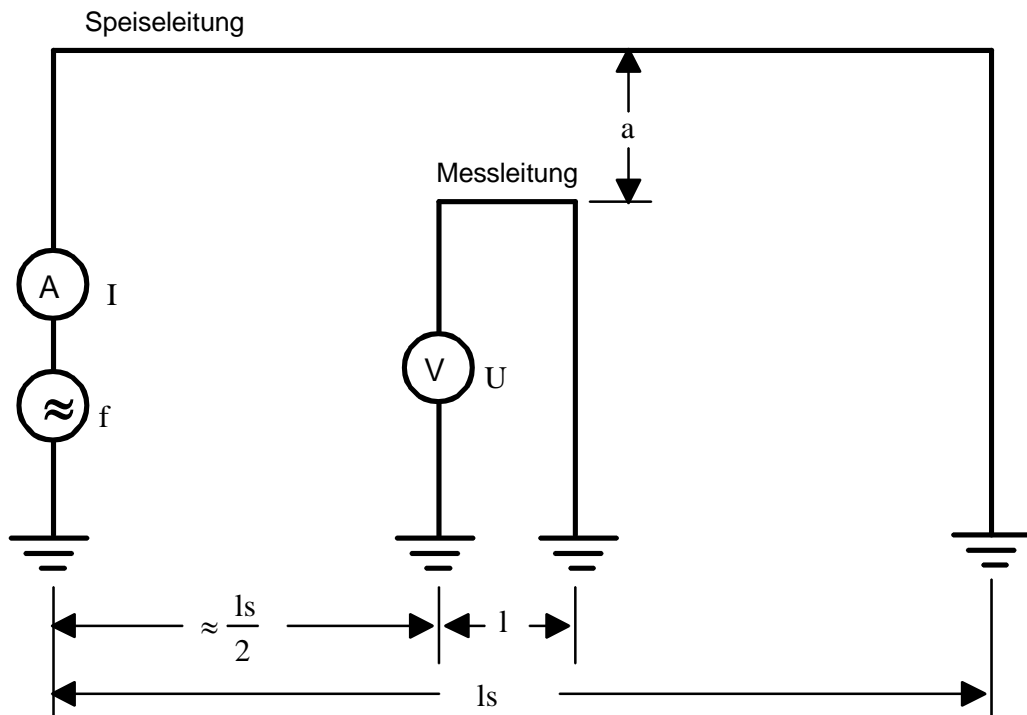 Speiseleitung
a
Messleitung
A I
V U
≈ f
≈ ls/2
l
ls